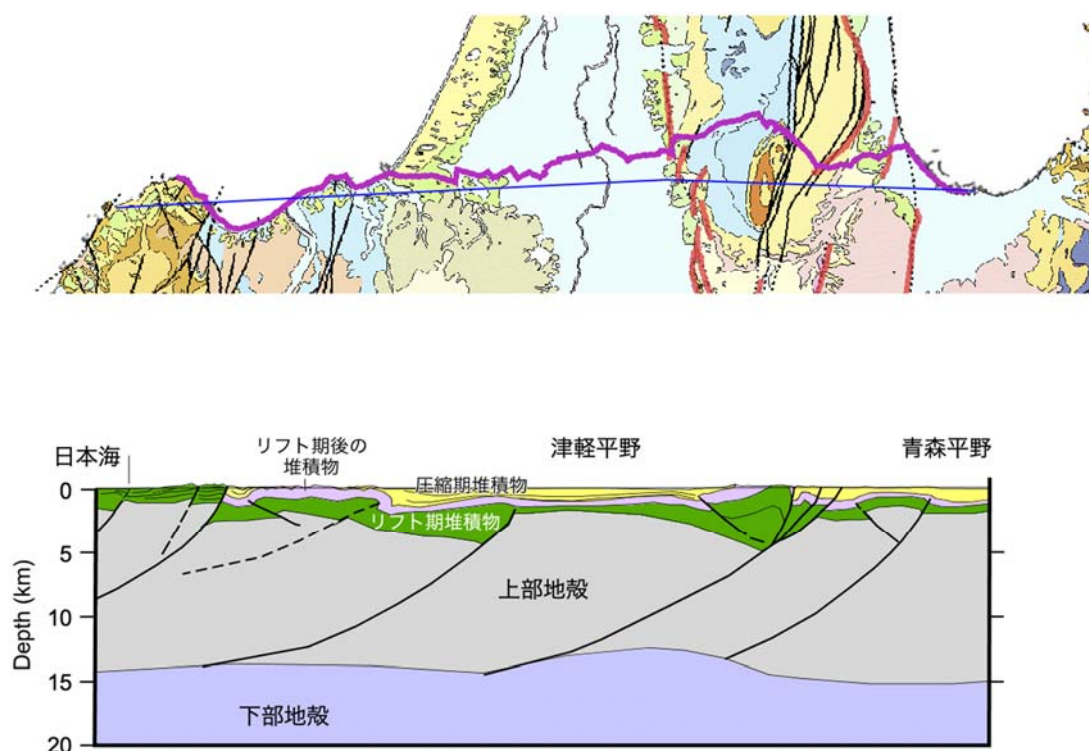 日本海
リフト期後の
堆積物
津軽平野
青森平野
圧縮期堆積物
リフト期堆積物
上部地殻
下部地殻
Depth (km)
0
5
10
15
20